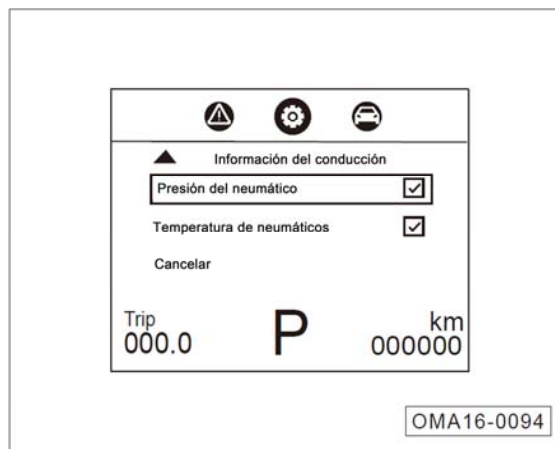 Información del conducción
Presión del neumático
Temperatura de neumáticos
Cancelar
Trip
000.0
P
km
000000
OMA16-0094